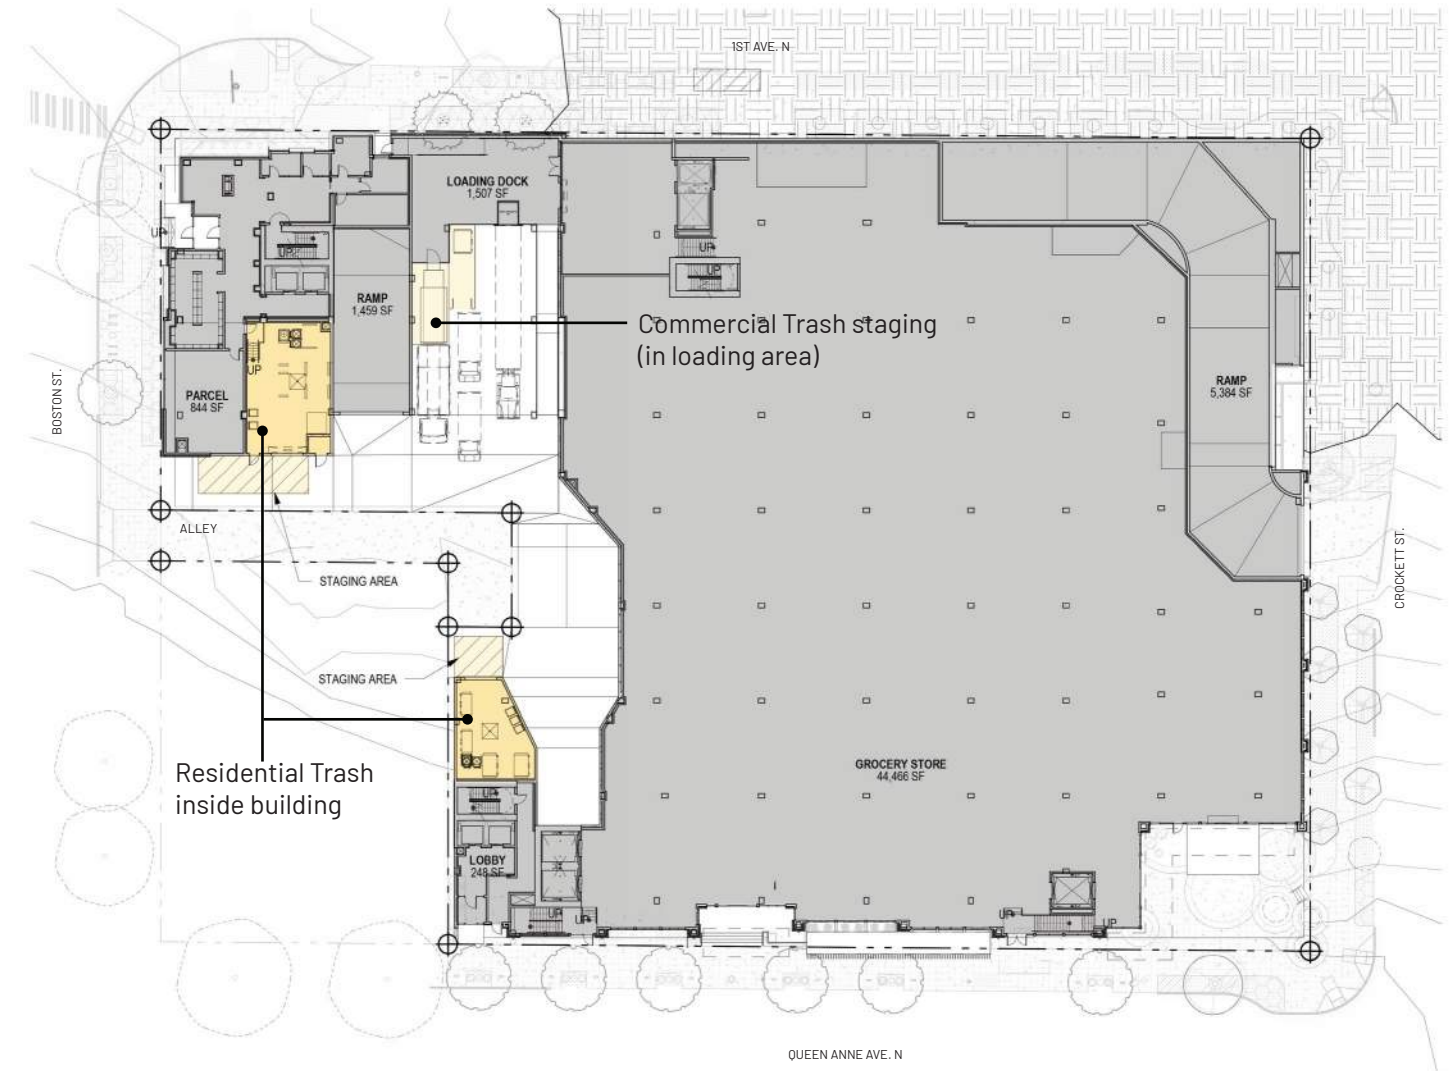 1ST AVE. N
LOADING DOCK
1,507 SF
UP
UP
UP
UP
RAMP
1,459 SF
Commercial Trash staging
(in loading area)
UP
PARCEL
844 SF
RAMP
5,384 SF
BOSTON ST.
ALLEY
STAGING AREA
CROCKETT ST.
STAGING AREA
Residential Trash
inside building
GROCERY STORE
44,466 SF
UP
LOBBY
248 SF
UP
UP
UP
UP
QUEEN ANNE AVE. N